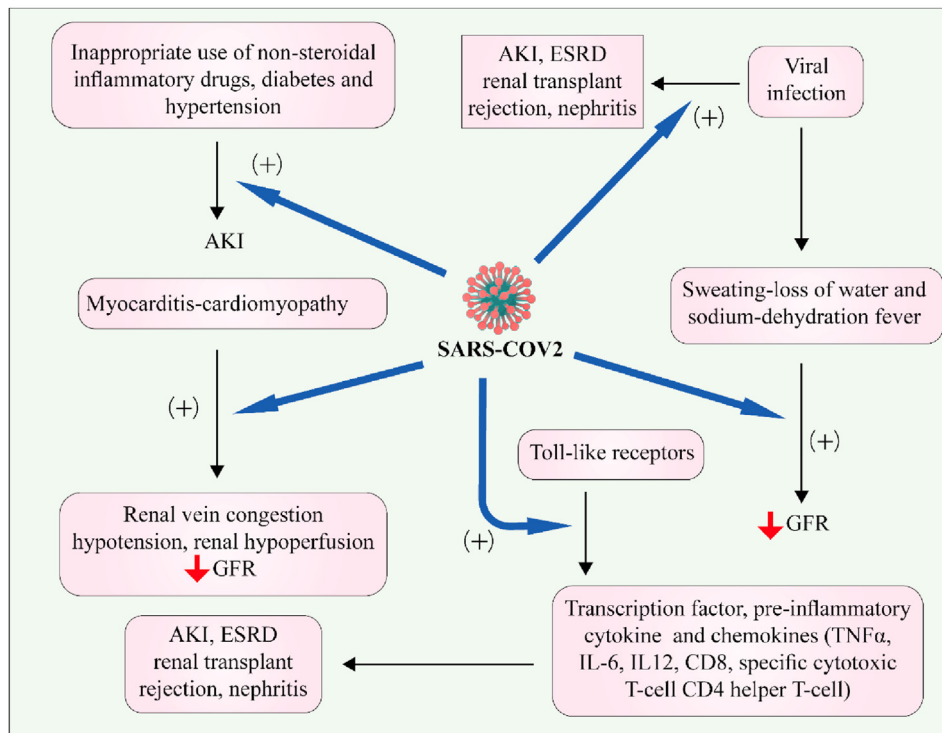 Inappropriate use of non-steroidal
inflammatory drugs, diabetes and
hypertension
AKI, ESRD
renal transplant
rejection, nephritis
Viral
infection
(+)
(+)
AKI
Myocarditis-cardiomyopathy
SARS-COV2
Sweating-loss of water and
sodium-dehydration fever
(+)
(+)
Toll-like receptors
(+)
GFR
Renal vein congestion
hypotension, renal hypoperfusion
GFR
Transcription factor, pre-inflammatory
cytokine and chemokines (TNFα,
IL-6, IL12, CD8, specific cytotoxic
T-cell CD4 helper T-cell)
AKI, ESRD
renal transplant
rejection, nephritis